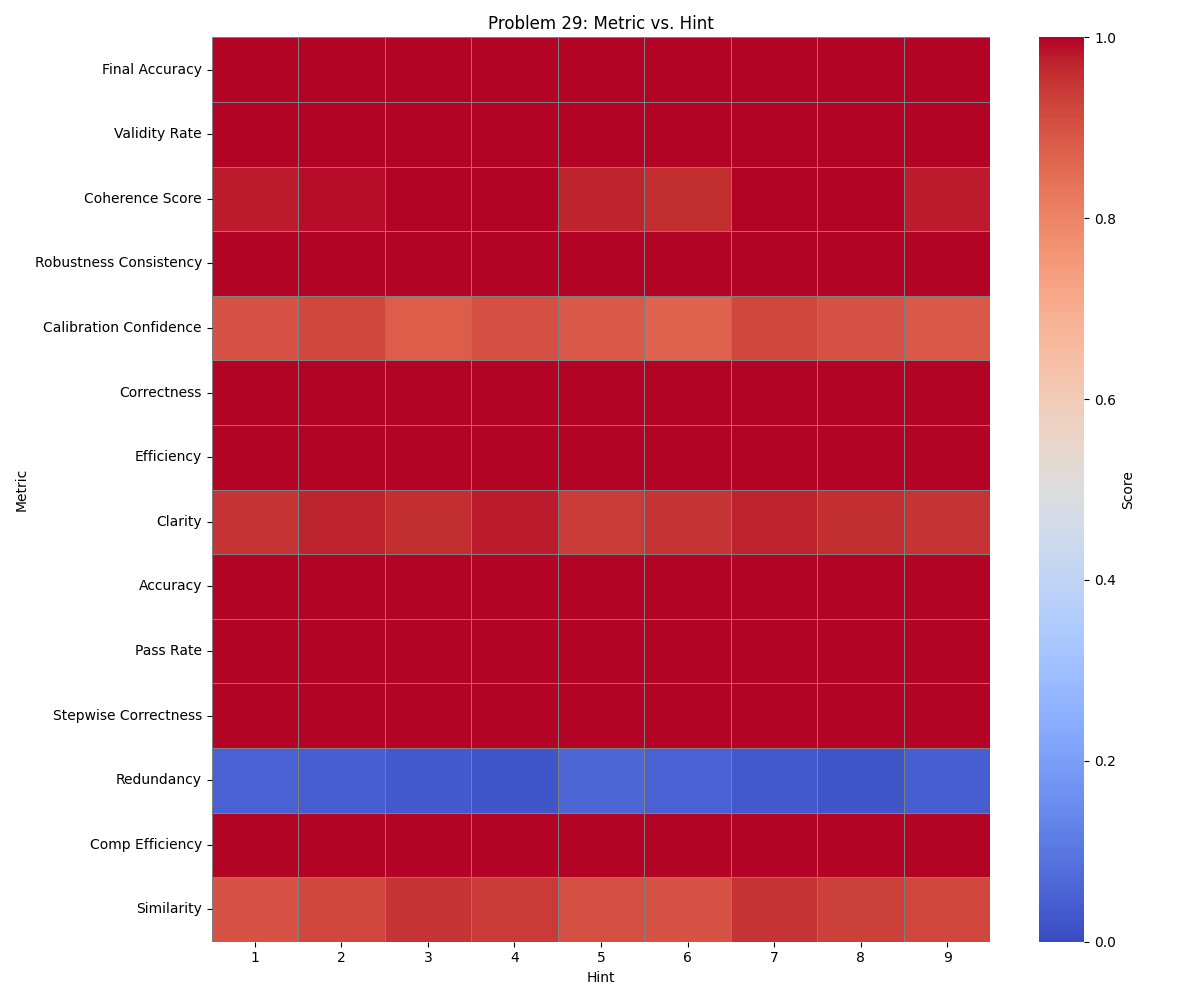 Problem 29: Metric vs. Hint
Final Accuracy
Validity Rate
Coherence Score
Robustness Consistency
Calibration Confidence
Correctness
Efficiency
Clarity
Accuracy
Pass Rate
Stepwise Correctness
Redundancy
Comp Efficiency
Similarity
Metric
1 2 3 4 5 6 7 8 9
Hint
1.0
0.8
0.6
0.4
0.2
0.0
Score